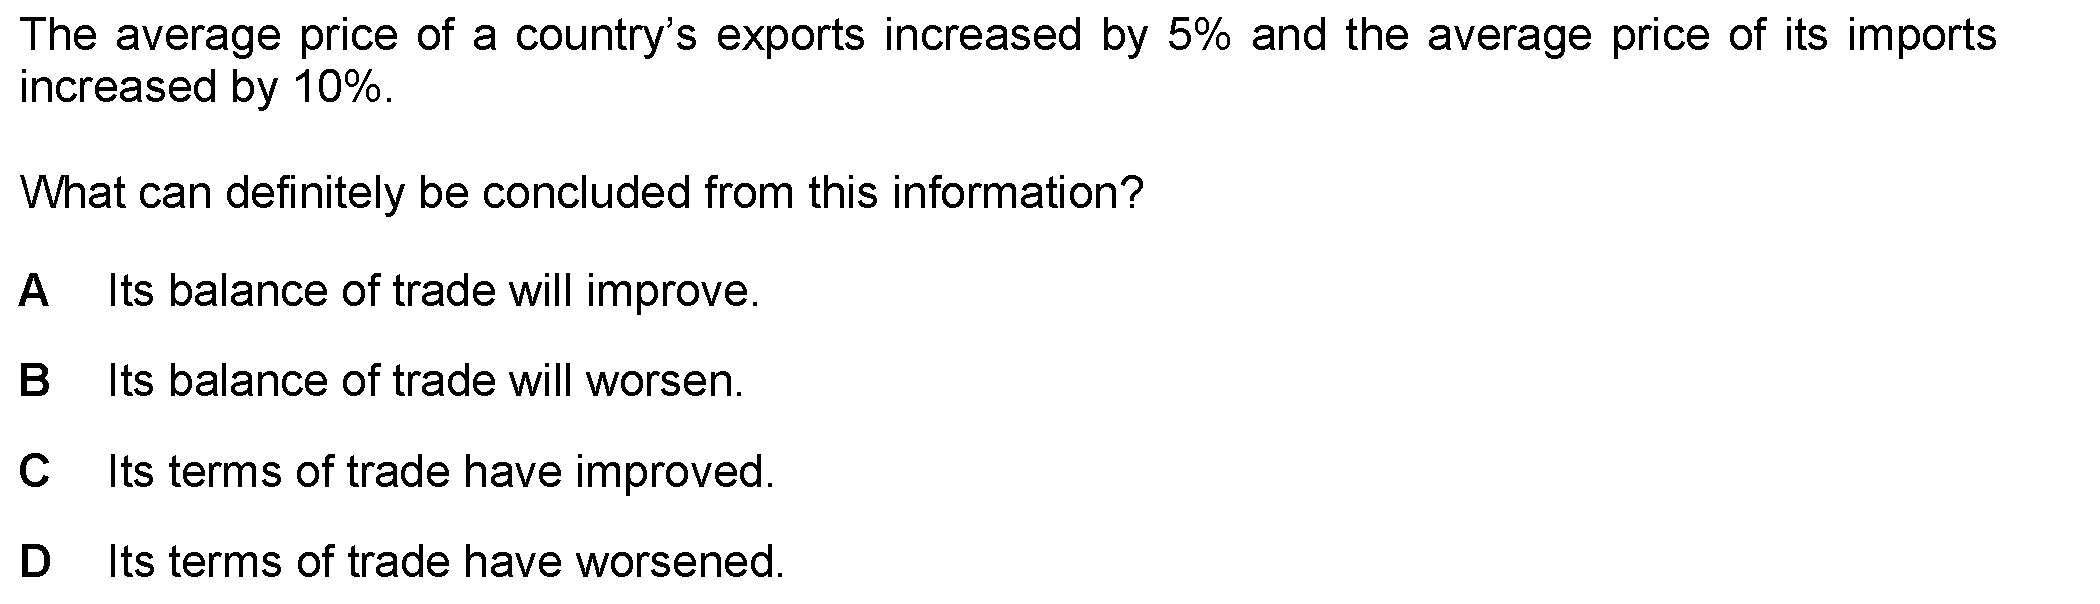 The average price of a country's exports increased by 5% and the average price of its imports
increased by 10%.
What can definitely be concluded from this information?
A Its balance of trade will improve.
B Its balance of trade will worsen.
C Its terms of trade have improved.
D Its terms of trade have worsened.